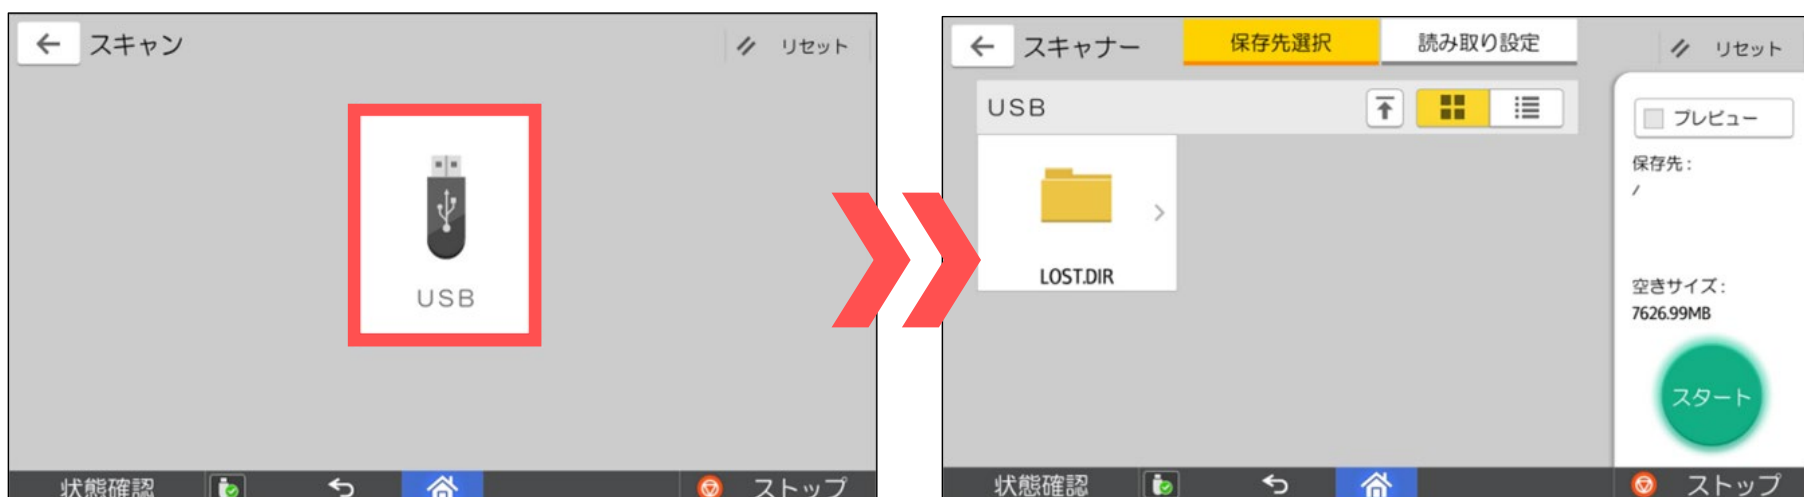 スキャン
リセット
USB
状態確認
ストップ
スキャナー
保存先選択
読み取り設定
リセット
USB
プレビュー
LOST.DIR
保存先:
/
空きサイズ:
7626.99MB
スタート
状態確認
ストップ